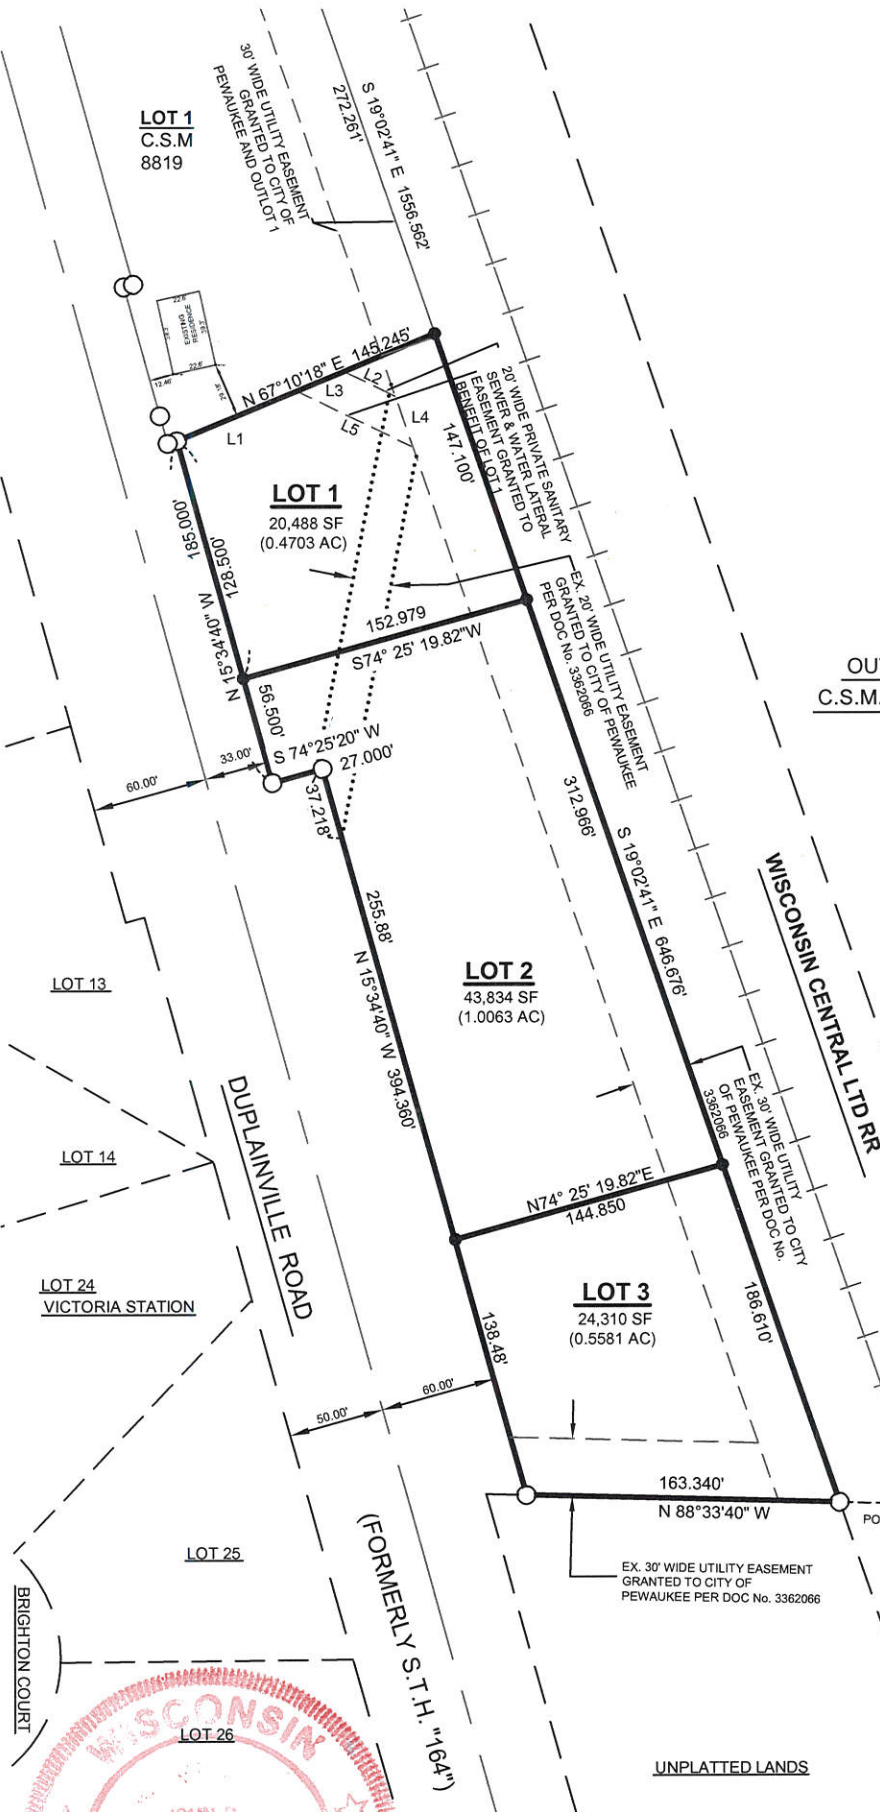 30' WIDE UTILITY EASEMENT
GRANTED TO CITY OF
PEWAUKEE AND OUTLOT 1
S 19°02'41" E 1556.562'
272.261'
LOT 1
C.S.M
8819
22.8'
EXISTING
RESIDENCE
22.8'
12.46'
N 67°10'18" E 145.245'
L2
L3
L4
L5
L1
20' WIDE PRIVATE SANITARY
SEWER & WATER LATERAL
EASEMENT GRANTED TO
BENEFIT OF LOT 1
147.100'
LOT 1
20,488 SF
(0.4703 AC)
185.000'
128.500'
N 15°34'40" W
152.979
S74° 25' 19.82"W
EX. 20' WIDE UTILITY EASEMENT
GRANTED TO CITY OF PEWAUKEE
PER DOC No. 3362066
OU
C.S.M.
56.500'
S 74°25'20" W
27.000'
33.00'
60.00'
37.218'
312.966'
S 19°02'41" E 646.676'
255.88'
N 15°34'40" W 394.360'
LOT 2
43,834 SF
(1.0063 AC)
WISCONSIN CENTRAL LTD RR
LOT 13
EX. 30' WIDE UTILITY
EASEMENT GRANTED TO CITY
OF PEWAUKEE PER DOC No.
3362066
DUPLAINVILLE ROAD
LOT 14
N74° 25' 19.82"E
144.850
LOT 24
VICTORIA STATION
LOT 3
24,310 SF
(0.5581 AC)
138.48'
186.610'
60.00'
50.00'
163.340'
N 88°33'40" W
PO
(FORMERLY S.T.H. "164")
LOT 25
EX. 30' WIDE UTILITY EASEMENT
GRANTED TO CITY OF
PEWAUKEE PER DOC No. 3362066
BRIGHTON COURT
WISCONSIN
LOT 26
UNPLATTED LANDS